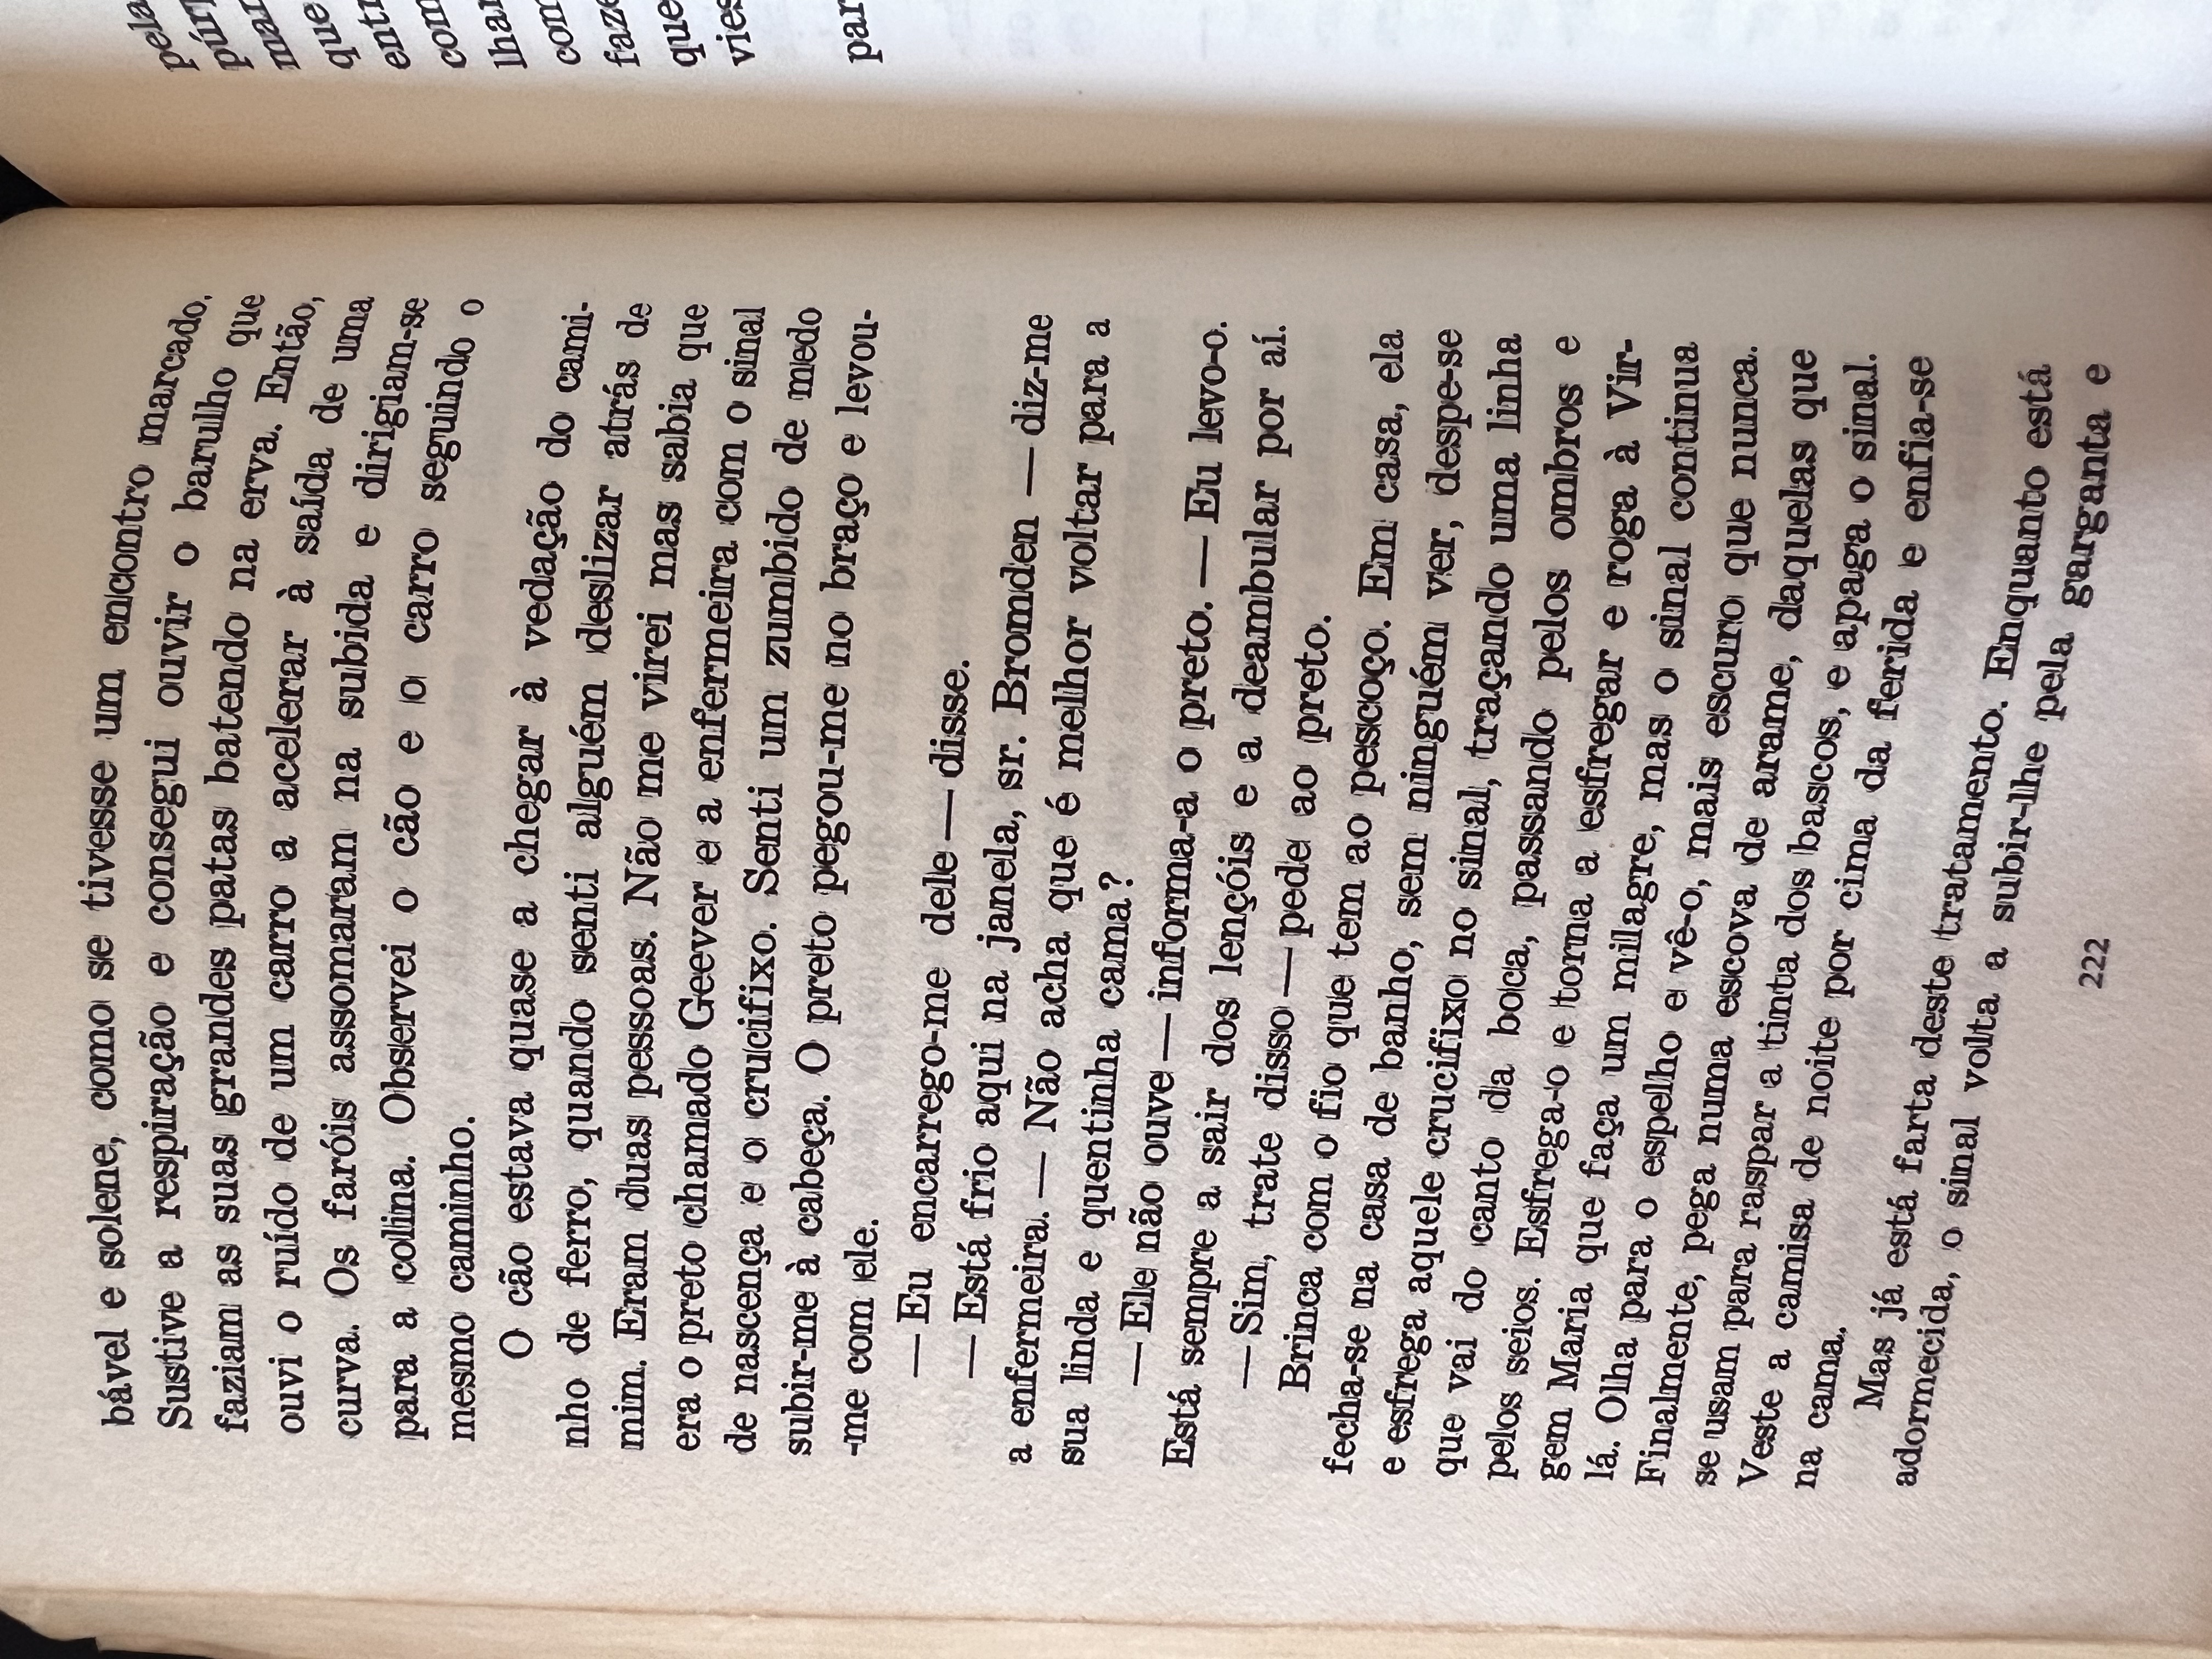 bável e solene, como se tivesse um encontro marcado.
Sustive a respiração e consegui ouvir o barulho que
faziam as suas grandes patas batendo na erva. Então,
ouvi o ruído de um carro a acelerar à saída de uma
curva. Os faróis assomaram na subida e dirigiam-se
para a colina. Observei o cão e o carro seguindo o
mesmo caminho.
O cão estava quase a chegar à vedação do cami-
nho de ferro, quando senti alguém deslizar atrás de
mim. Eram duas pessoas. Não me virei mas sabia que
era o preto chamado Geever e a enfermeira com o sinal
de nascença e o crucifixo. Senti um zumbido de medo
subir-me à cabeça. O preto pegou-me no braço e levou-
-me com ele.
— Eu encarrego-me dele — disse.
— Está frio aqui na janela, sr. Bromden — diz-me
a enfermeira. — Não acha que é melhor voltar para a
sua linda e quentinha cama?
— Ele não ouve — informa-a o preto. — Eu levo-o.
Está sempre a sair dos lençóis e a deambular por aí.
— Sim, trate disso — pede ao preto.
Brinca com o fio que tem ao pescoço. Em casa, ela
fecha-se na casa de banho, sem ninguém ver, despe-se
e esfrega aquele crucifixo no sinal, traçando uma linha
que vai do canto da boca, passando pelos ombros e
pelos seios. Esfrega-o e torna a esfregar e roga à Vir-
gem Maria que faça um milagre, mas o sinal continua
lá. Olha para o espelho e vê-o, mais escuro que nunca.
Finalmente, pega numa escova de arame, daquelas que
se usam para raspar a tinta dos bascos, e apaga o sinal.
Veste a camisa de noite por cima da ferida e enfia-se
na cama.
Mas já está farta deste tratamento. Enquanto está
adormecida, o sinal volta a subir-lhe pela garganta e
222
pela
que